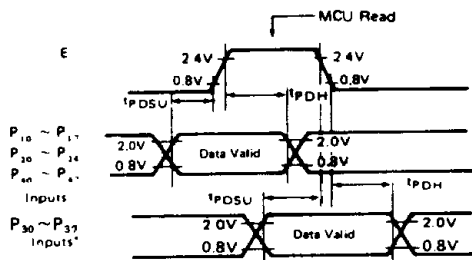 MCU Read
E
2.4V
2.4V
0.8V
0.8V
tPDSU
tPDH
P10 ~ P17
P20 ~ P24
P40 ~ P47
Inputs
2.0V
0.8V
Data Valid
2.0V
0.8V
tPDSU
tPDH
P30 ~ P37
Inputs*
2.0V
0.8V
Data Valid
2.0V
0.8V